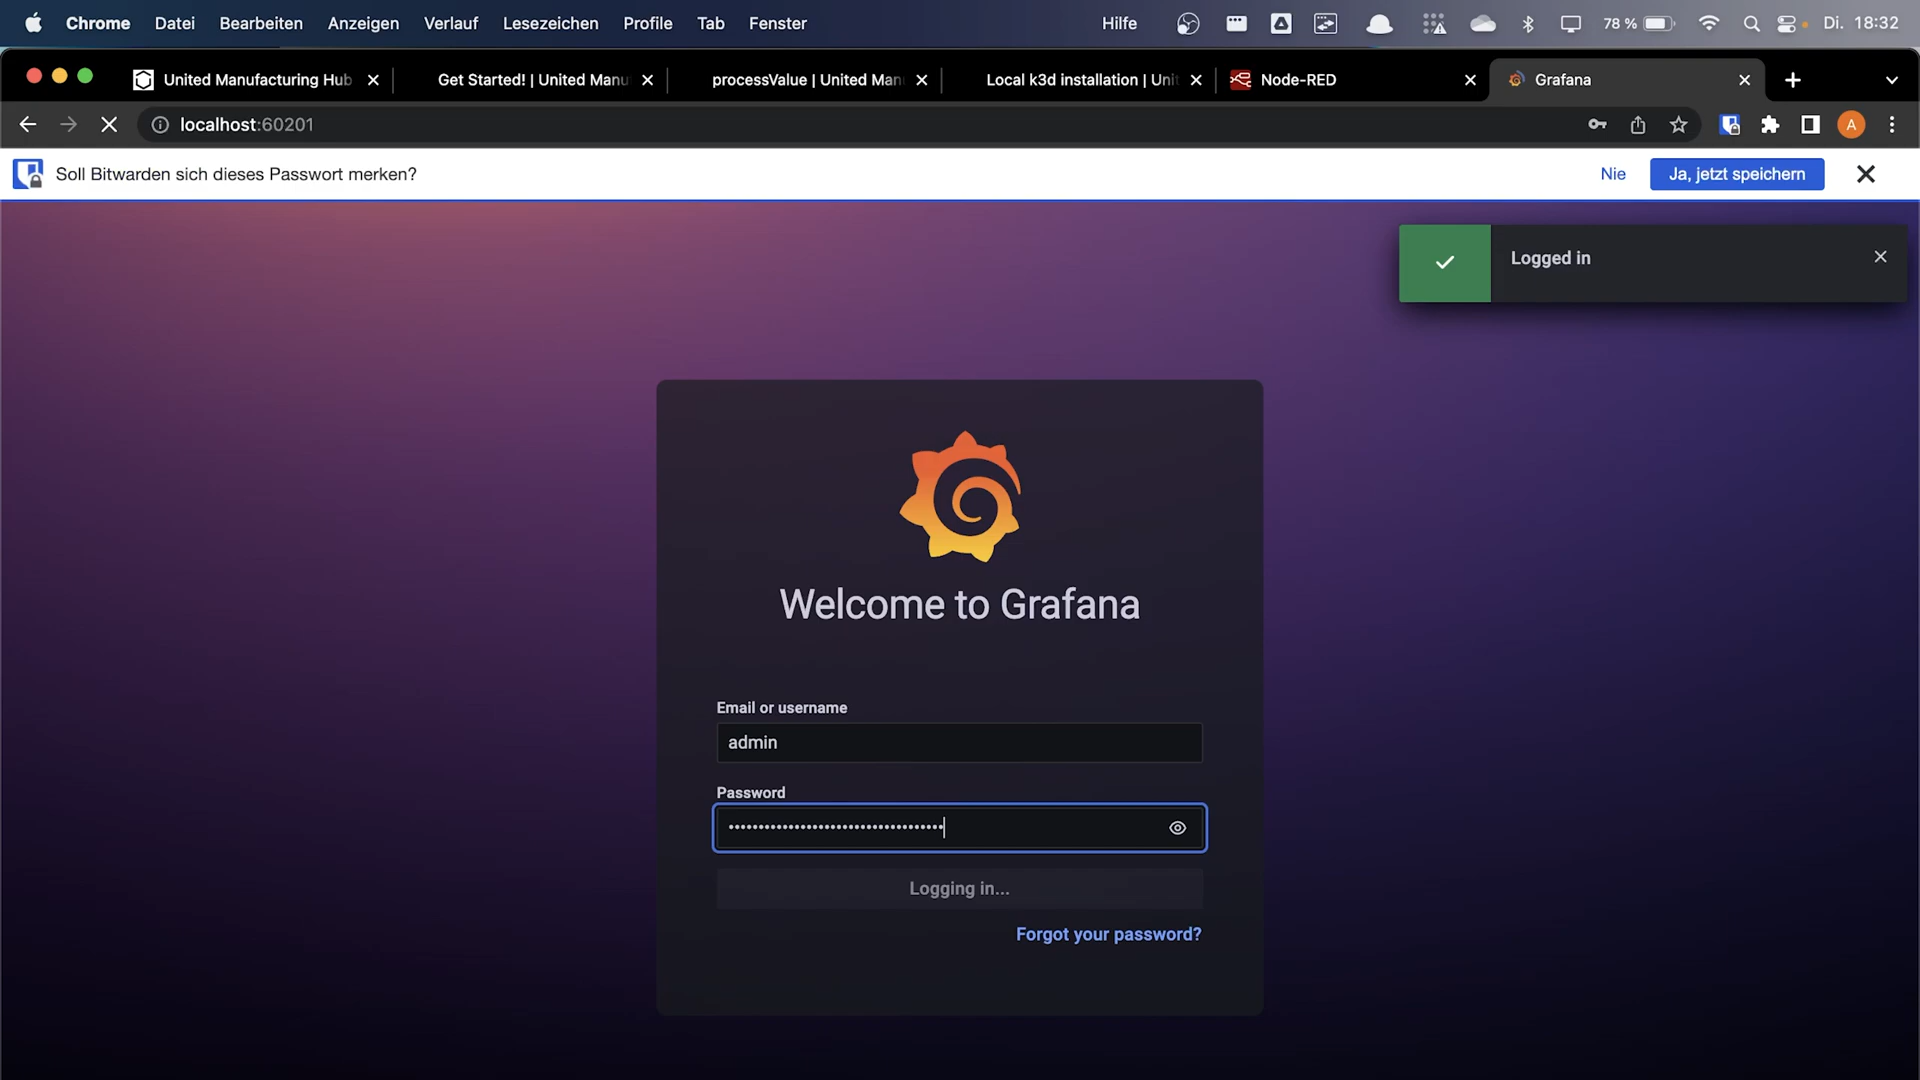 Chrome Datei Bearbeiten Anzeigen Verlauf Lesezeichen Profile Tab Fenster Hilfe 78 % Di. 18:32
United Manufacturing Hub Get Started! | United Manu processValue | United Man Local k3d installation | Uni Node-RED Grafana
localhost:60201 A
Soll Bitwarden sich dieses Passwort merken? Nie Ja, jetzt speichern
Logged in
Welcome to Grafana
Email or username
admin
Password
Logging in...
Forgot your password?